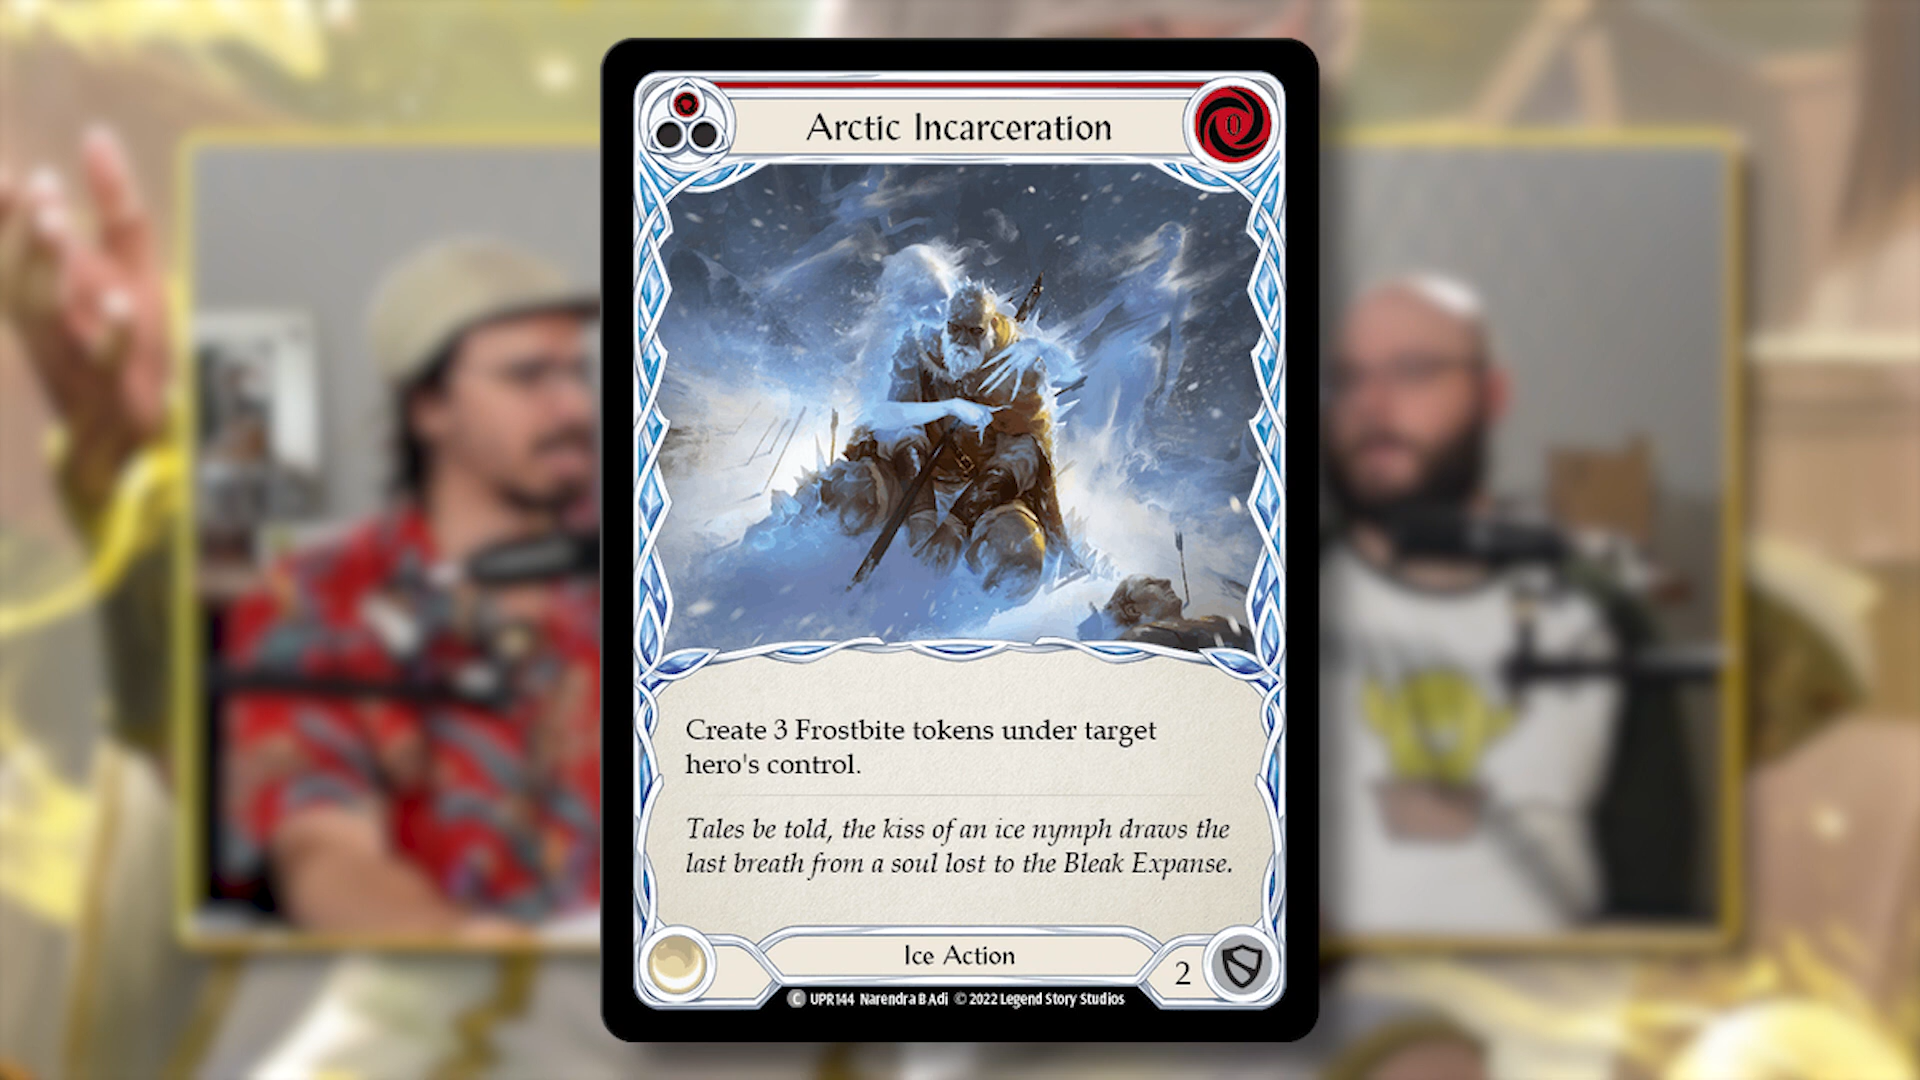 Arctic Incarceration
0
Create 3 Frostbite tokens under target
hero's control.
Tales be told, the kiss of an ice nymph draws the
last breath from a soul lost to the Bleak Expanse.
Ice Action
2
C UPR144 Narendra B Adi © 2022 Legend Story Studios